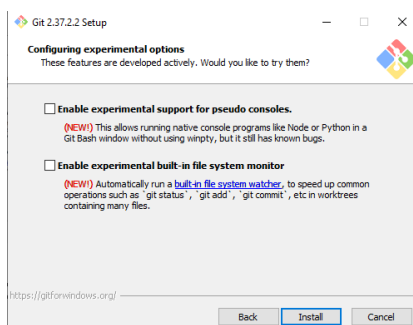 Git 2.37.2.2 Setup
Configuring experimental options
These features are developed actively. Would you like to try them?
Enable experimental support for pseudo consoles.
(NEW!) This allows running native console programs like Node or Python in a
Git Bash window without using winpty, but it still has known bugs.
Enable experimental built-in file system monitor
(NEW!) Automatically run a built-in file system watcher, to speed up common
operations such as `git status`, `git add`, `git commit`, etc in worktrees
containing many files.
https://gitforwindows.org/
Back Install Cancel